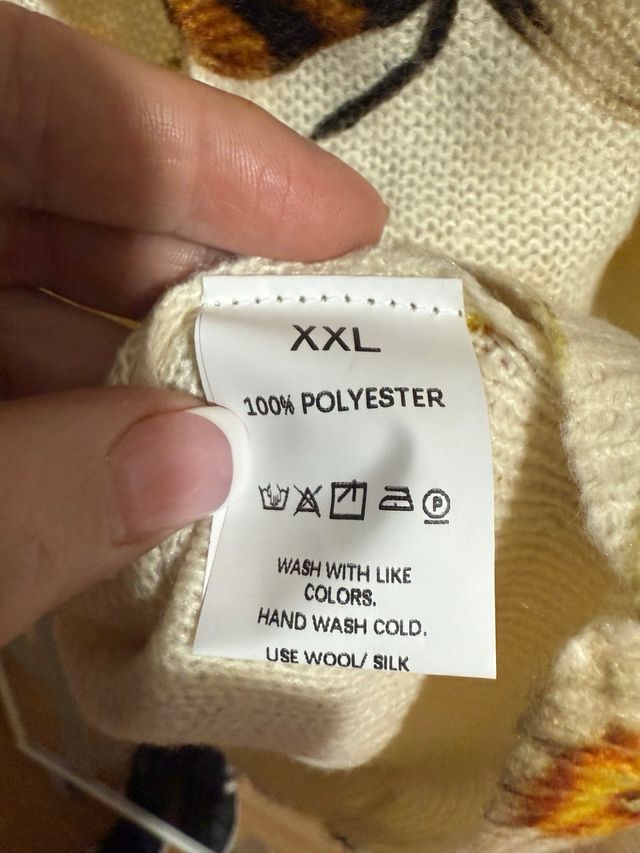 XXL
100% POLYESTER
P
WASH WITH LIKE
COLORS.
HAND WASH COLD.
USE WOOL/ SILK